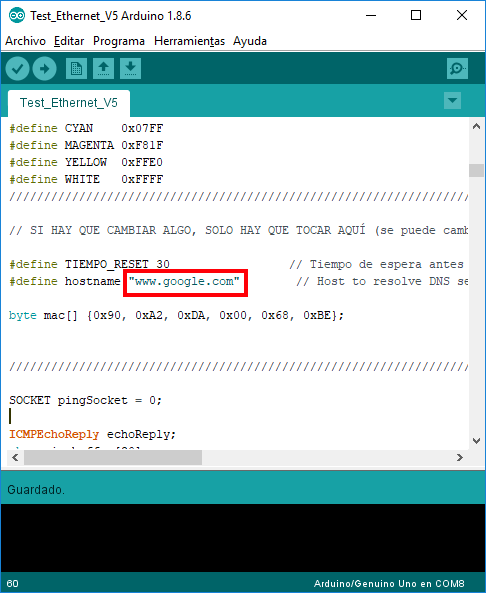 Test_Ethernet_V5 Arduino 1.8.6
Archivo Editar Programa Herramientas Ayuda
Test_Ethernet_V5
#define CYAN 0x07FF
#define MAGENTA 0xF81F
#define YELLOW 0xFFE0
#define WHITE 0xFFFF
////////////////////////////////////////////////////////////////////
// SI HAY QUE CAMBIAR ALGO, SOLO HAY QUE TOCAR AQUÍ (se puede camb
#define TIEMPO_RESET 30 // Tiempo de espera antes
#define hostname "www.google.com" // Host to resolve DNS se
byte mac[] {0x90, 0xA2, 0xDA, 0x00, 0x68, 0xBE};
////////////////////////////////////////////////////////////////////
SOCKET pingSocket = 0;
ICMPEchoReply echoReply;
Guardado.
60 Arduino/Genuino Uno en COM8